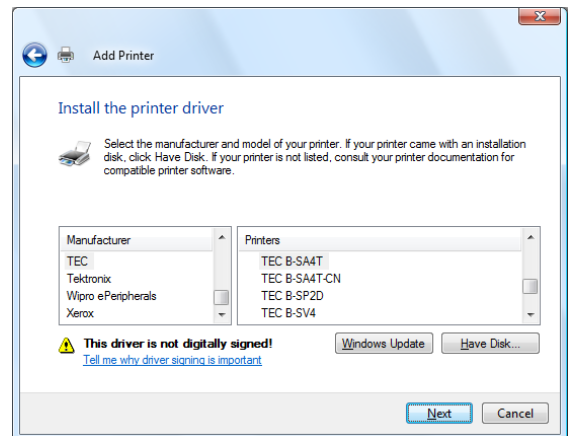 Add Printer
Install the printer driver
Select the manufacturer and model of your printer. If your printer came with an installation
disk, click Have Disk. If your printer is not listed, consult your printer documentation for
compatible printer software.
Manufacturer
TEC
Tektronix
Wipro ePeripherals
Xerox
Printers
TEC B-SA4T
TEC B-SA4T-CN
TEC B-SP2D
TEC B-SV4
This driver is not digitally signed!
Tell me why driver signing is important
Windows Update
Have Disk...
Next
Cancel